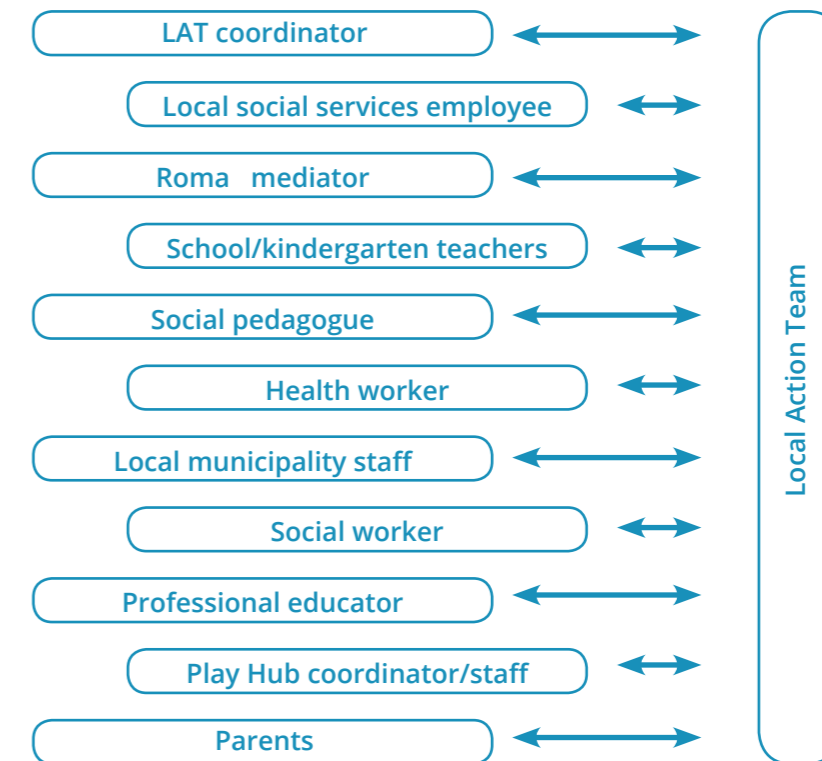 LAT coordinator
Local social services employee
Roma mediator
School/kindergarten teachers
Social pedagogue
Health worker
Local municipality staff
Social worker
Professional educator
Play Hub coordinator/staff
Parents
Local Action Team